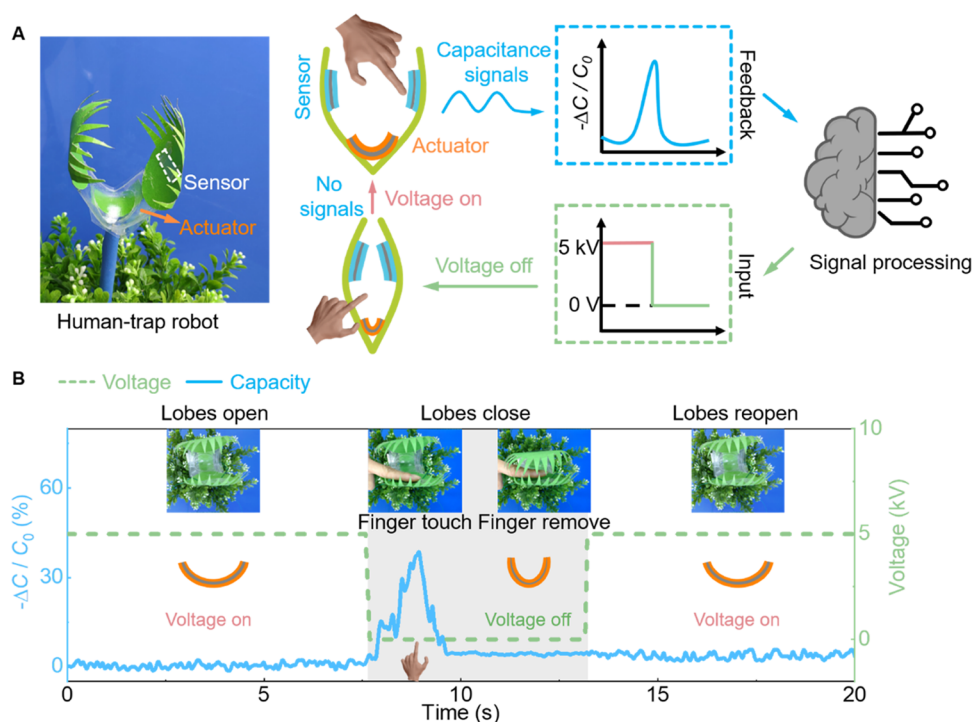 A
Sensor
Actuator
Human-trap robot
Sensor
Capacitance
signals
Actuator
No
signals
Voltage on
Voltage off
-ΔC / C₀
Feedback
5 kV
0 V
Input
Signal processing
B
Voltage
Capacity
Lobes open
Lobes close
Lobes reopen
Finger touch
Finger remove
Voltage on
Voltage off
Voltage on
-ΔC / C₀ (%)
60
30
0
10
5
0
Voltage (kV)
0
5
10
15
20
Time (s)